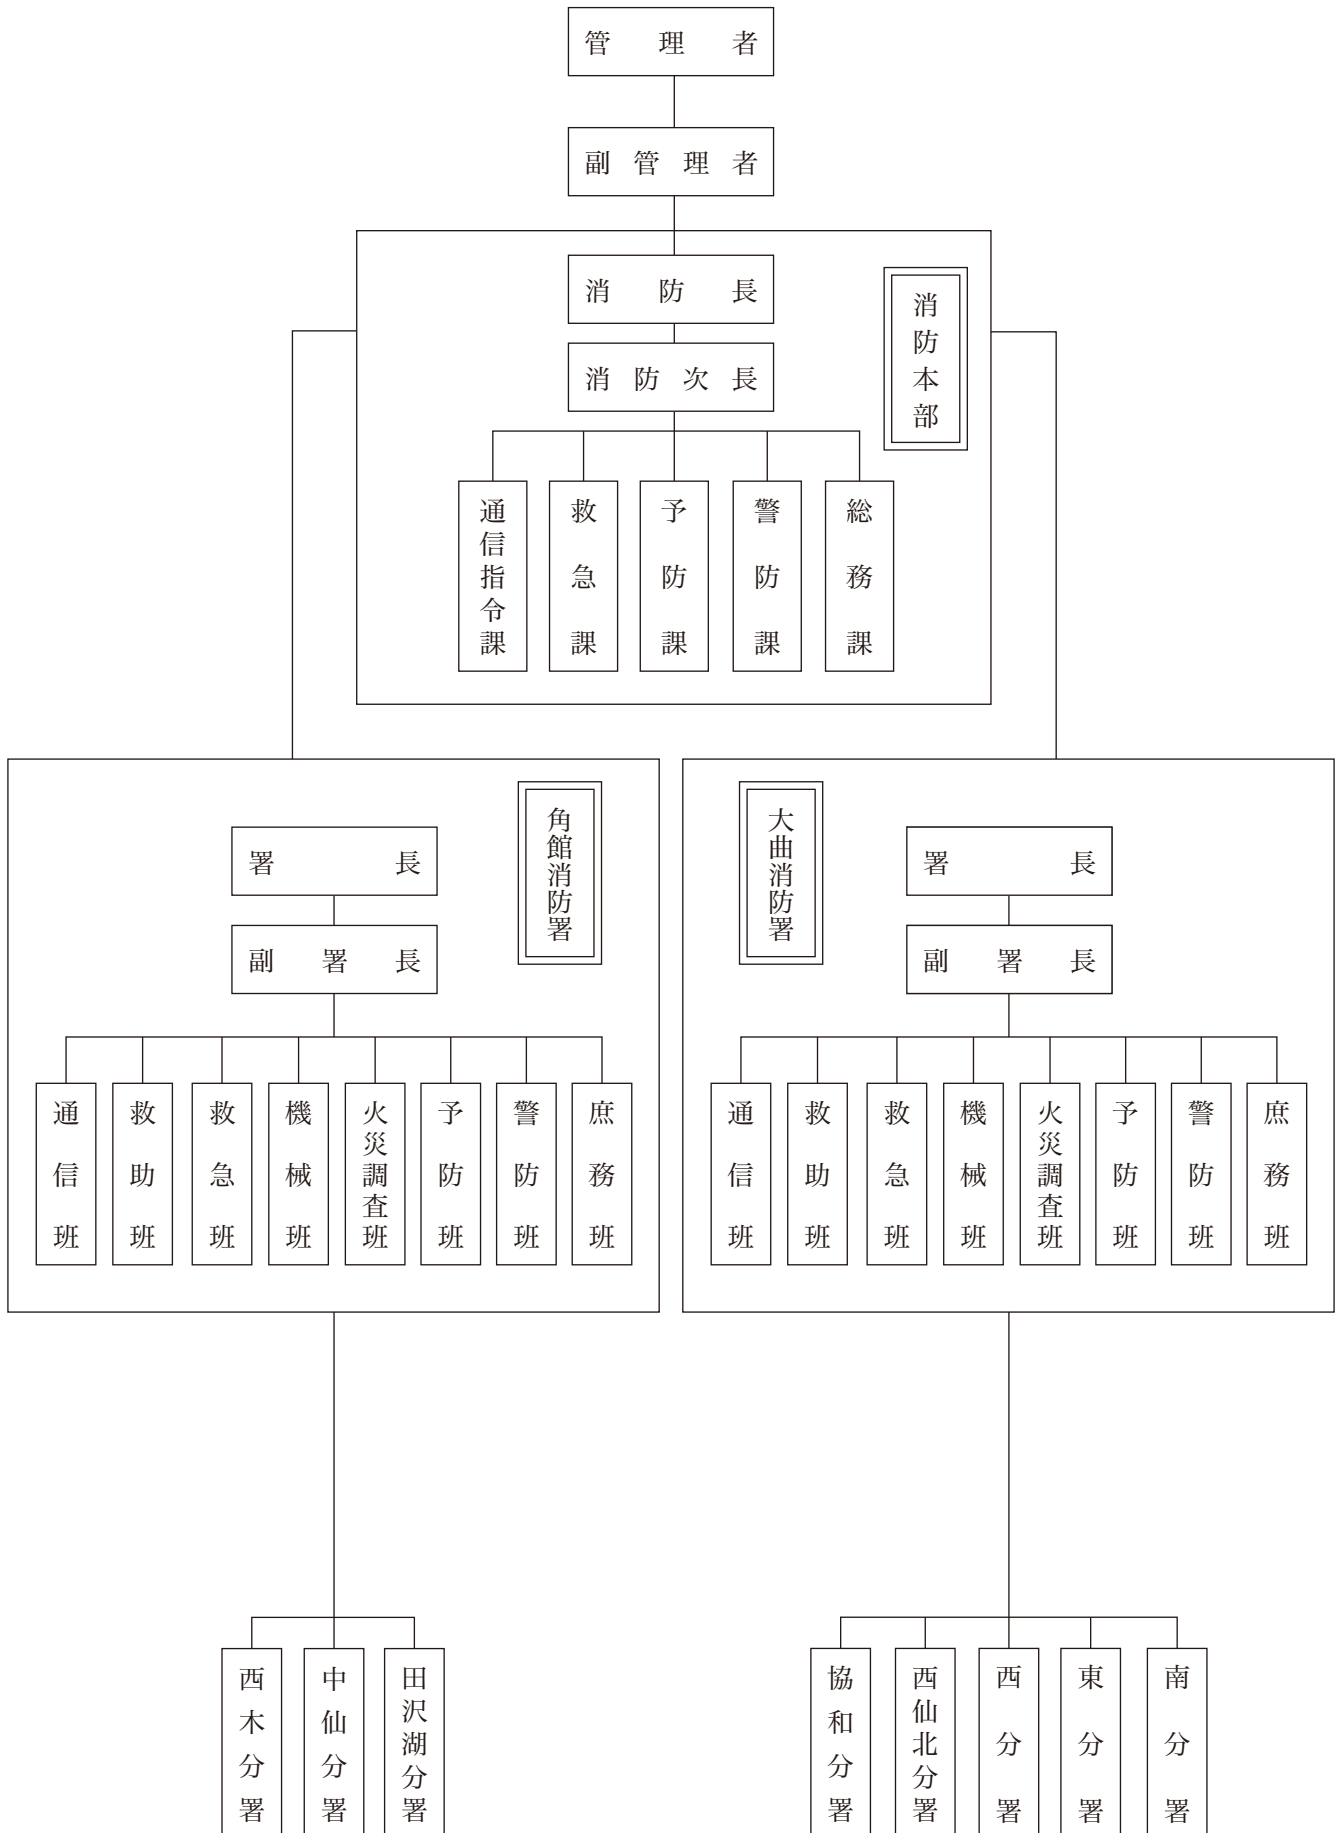 管理者
副管理者
消防長
消防本部
消防次長
総務課
警防課
予防課
救急課
通信指令課
大曲消防署
署長
副署長
庶務班
警防班
予防班
火災調査班
機械班
救急班
救助班
通信班
角館消防署
署長
副署長
庶務班
警防班
予防班
火災調査班
機械班
救急班
救助班
通信班
南分署
東分署
西分署
西仙北分署
協和分署
田沢湖分署
中仙分署
西木分署